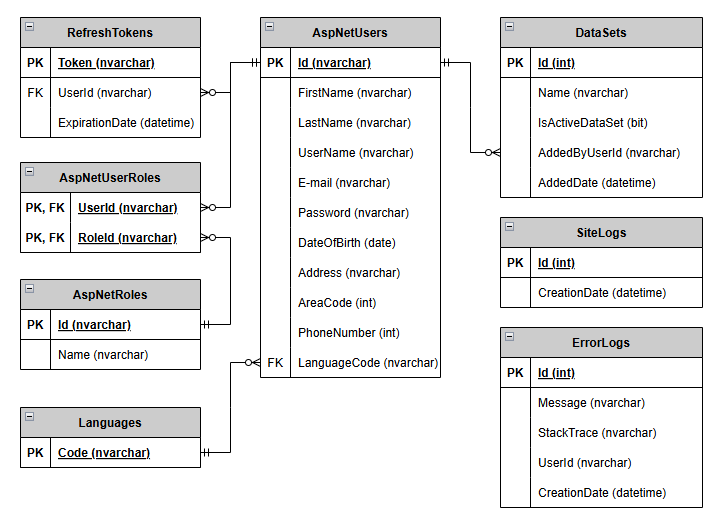 RefreshTokens
PK Token (nvarchar)
FK UserId (nvarchar)
ExpirationDate (datetime)
AspNetUserRoles
PK, FK UserId (nvarchar)
PK, FK RoleId (nvarchar)
AspNetRoles
PK Id (nvarchar)
Name (nvarchar)
Languages
PK Code (nvarchar)
AspNetUsers
PK Id (nvarchar)
FirstName (nvarchar)
LastName (nvarchar)
UserName (nvarchar)
E-mail (nvarchar)
Password (nvarchar)
DateOfBirth (date)
Address (nvarchar)
AreaCode (int)
PhoneNumber (int)
FK LanguageCode (nvarchar)
DataSets
PK Id (int)
Name (nvarchar)
IsActiveDataSet (bit)
AddedByUserId (nvarchar)
AddedDate (datetime)
SiteLogs
PK Id (int)
CreationDate (datetime)
ErrorLogs
PK Id (int)
Message (nvarchar)
StackTrace (nvarchar)
UserId (nvarchar)
CreationDate (datetime)